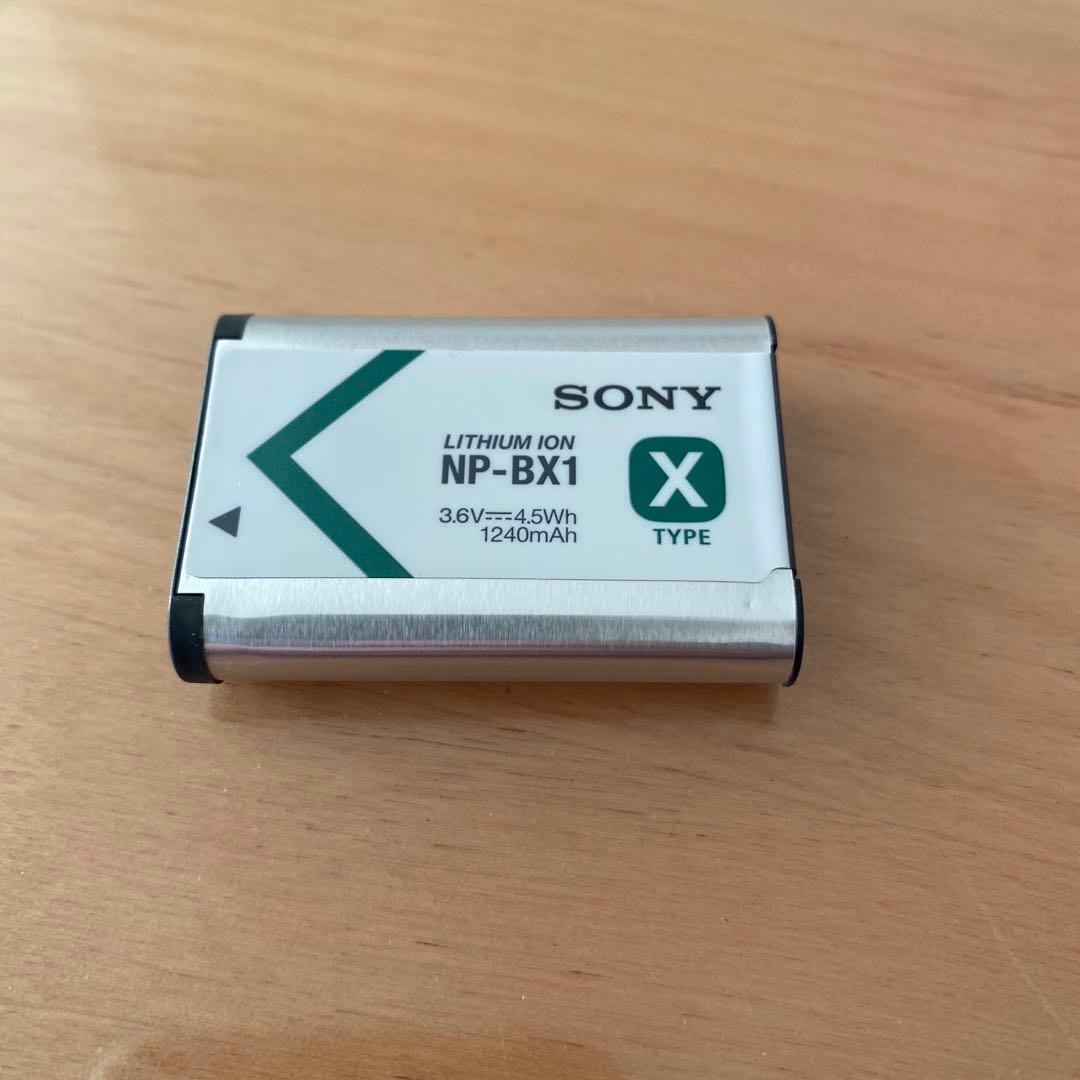 SONY
LITHIUM ION
NP-BX1
3.6V⎓4.5Wh
1240mAh
X
TYPE